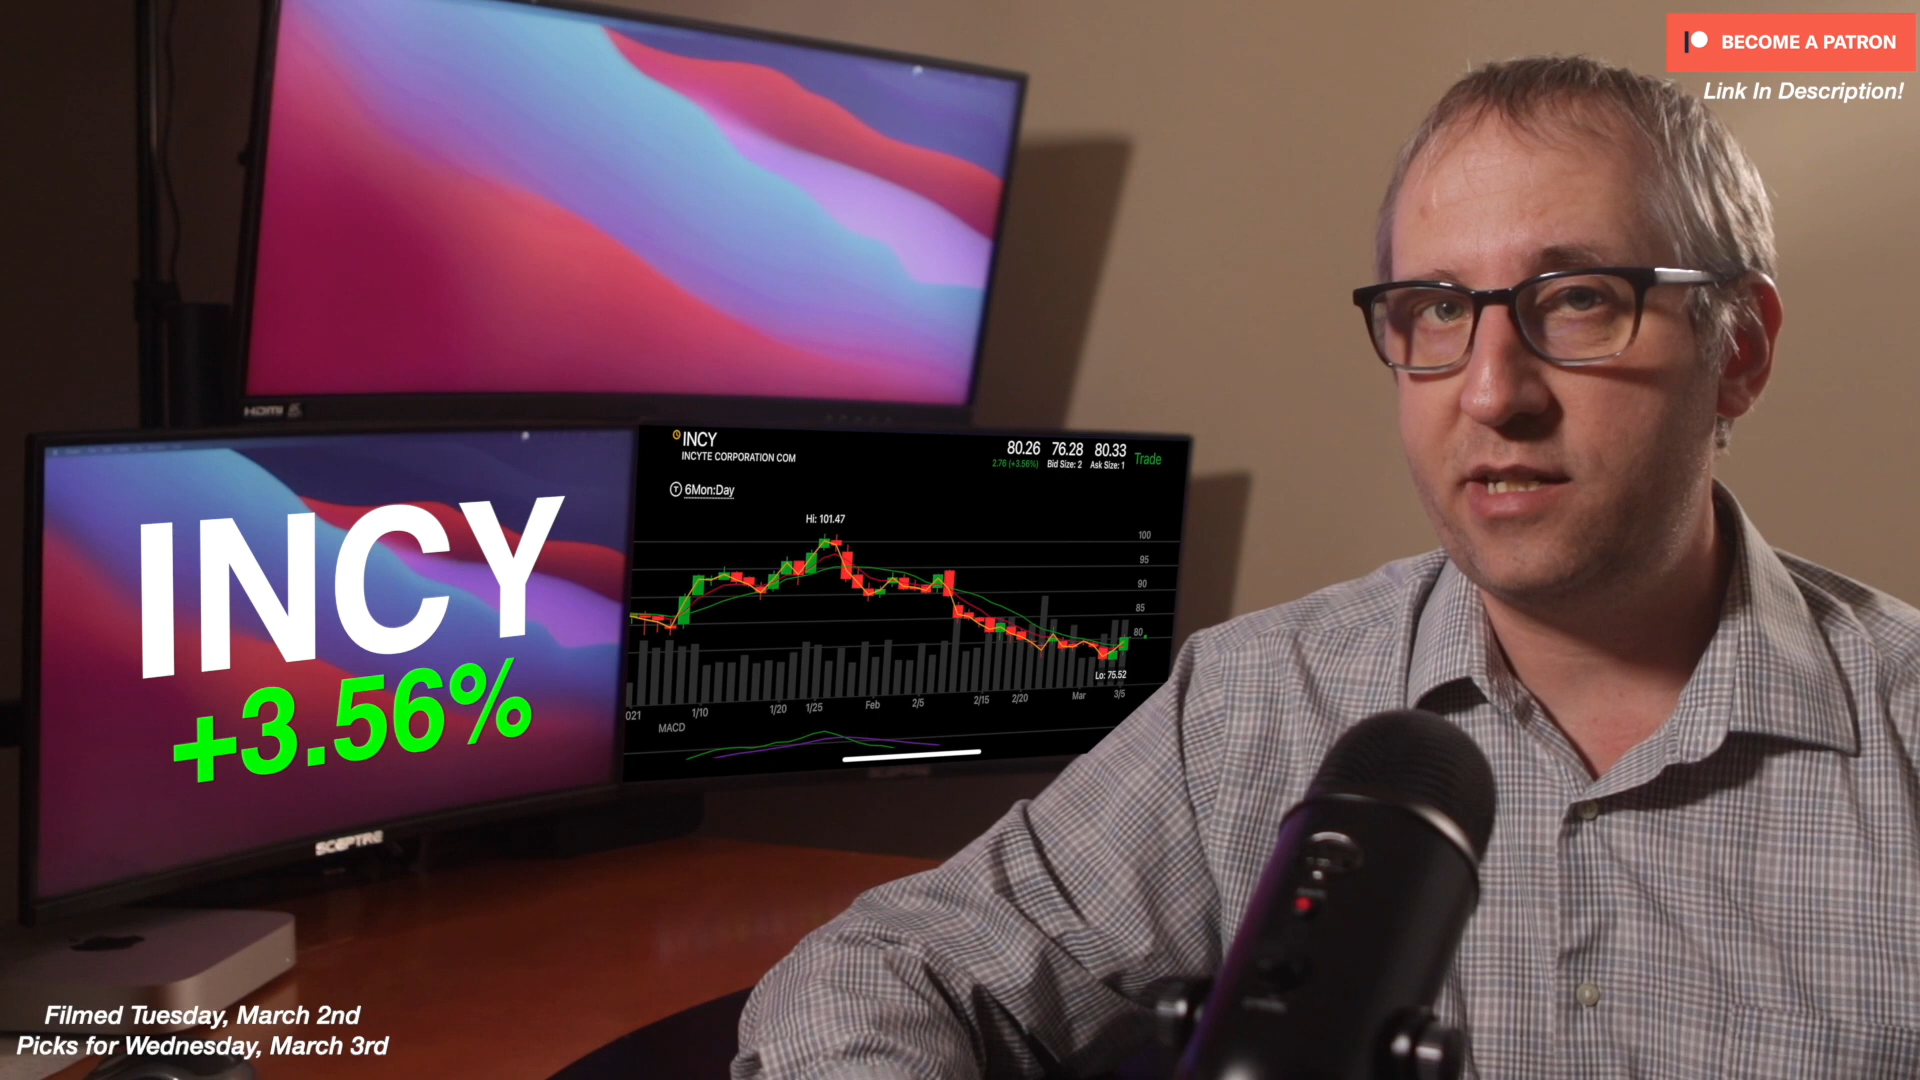 BECOME A PATRON
Link In Description!
HDMI
INCY
+3.56%
SCEPTRE
INCY
INCYTE CORPORATION COM
80.26 76.28 80.33 Trade
2.76 (+3.56%) Bid Size: 2 Ask Size: 1
T 6Mon:Day
Hi: 101.47
100
95
90
85
80
Lo: 75.52
021 1/10 1/20 1/25 Feb 2/5 2/15 2/20 Mar 3/5
MACD
Filmed Tuesday, March 2nd
Picks for Wednesday, March 3rd